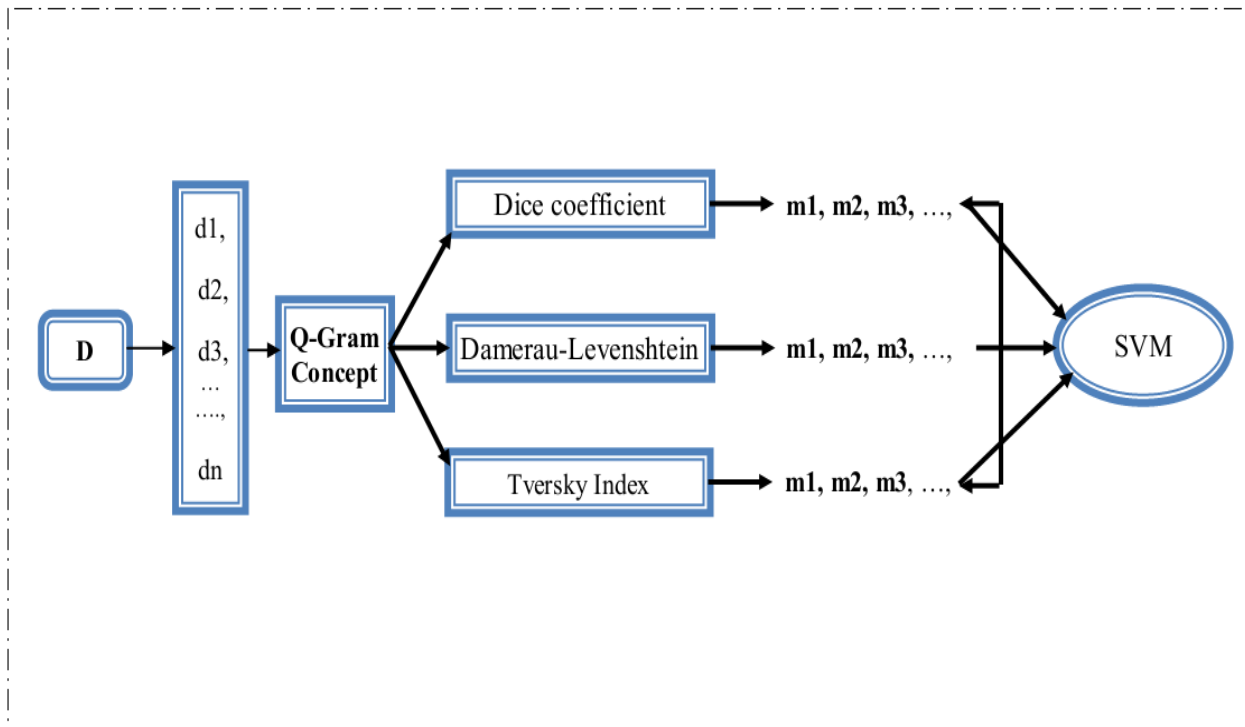 D
d1,
d2,
d3,
...
....,
dn
Q-Gram
Concept
Dice coefficient
m1, m2, m3, ...,
Damerau-Levenshtein
m1, m2, m3, ...,
Tversky Index
m1, m2, m3, ...,
SVM